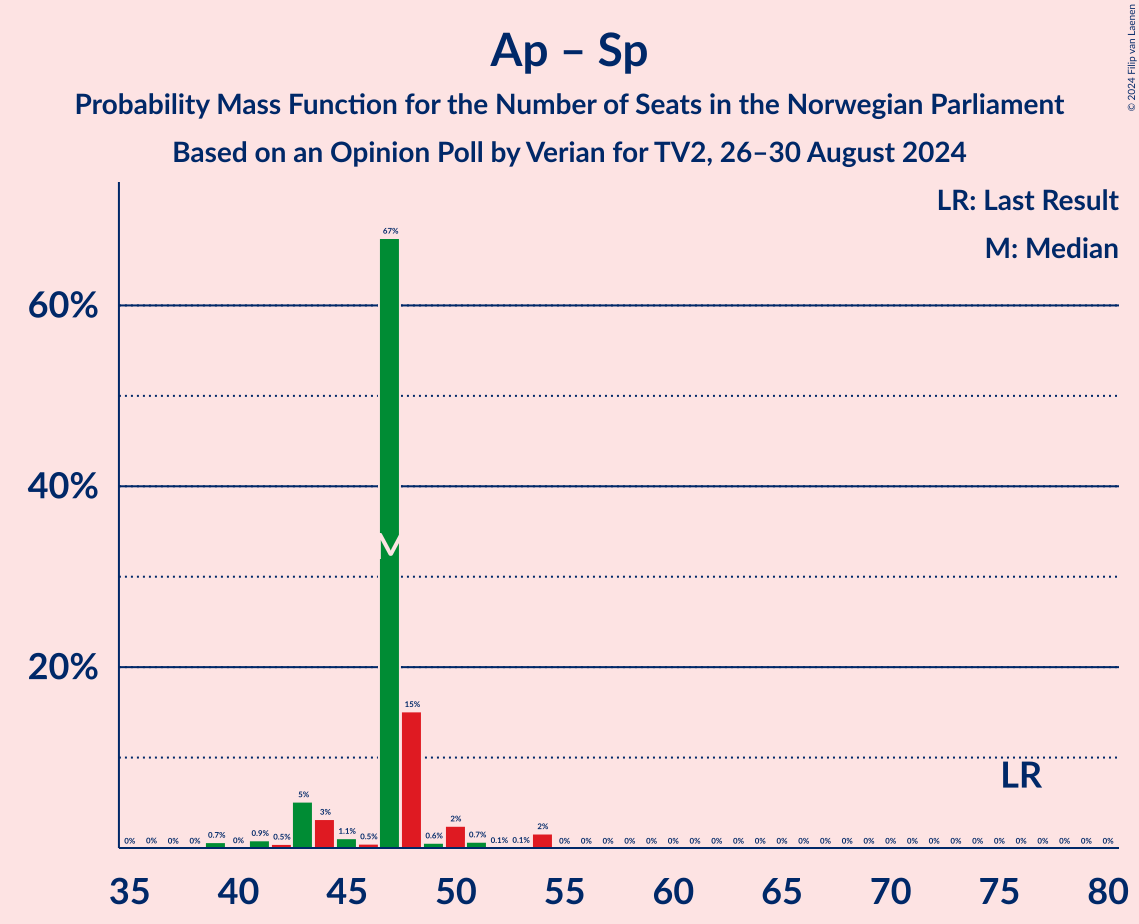 Ap – Sp
Probability Mass Function for the Number of Seats in the Norwegian Parliament
Based on an Opinion Poll by Verian for TV2, 26–30 August 2024
© 2024 Filip van Laenen
LR: Last Result
M: Median
60%
40%
20%
0% 0% 0% 0% 0.7% 0% 0.9% 0.5% 5% 3% 1.1% 0.5% 67% 15% 0.6% 2% 0.7% 0.1% 0.1% 2% 0% 0% 0% 0% 0% 0% 0% 0% 0% 0% 0% 0% 0% 0% 0% 0% 0% 0% 0% 0% 0% 0% 0% 0% 0% 0%
M
LR
35 40 45 50 55 60 65 70 75 80